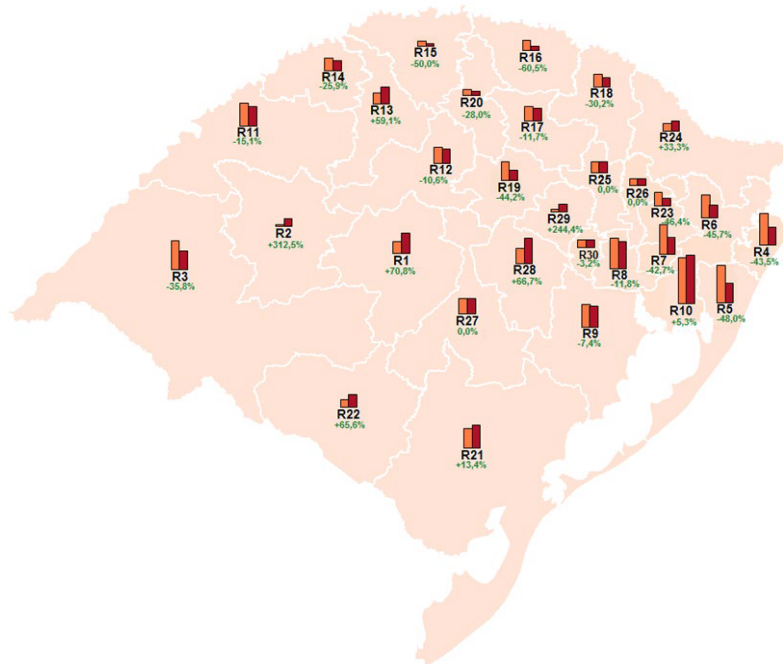 R15
-50,0%
R16
-60,5%
R14
-25,9%
R18
-30,2%
R13
+59,1%
R20
-28,0%
R11
-15,1%
R17
-11,7%
R24
+33,3%
R12
-10,6%
R19
-44,2%
R25
0,0%
R26
0,0%
R23
-46,4%
R29
+244,4%
R6
-45,7%
R2
+312,5%
R4
-43,5%
R3
-35,8%
R1
+70,8%
R28
+66,7%
R30
-3,2%
R8
-11,8%
R7
-42,7%
R10
+5,3%
R5
-48,0%
R27
0,0%
R9
-7,4%
R22
+65,6%
R21
+13,4%